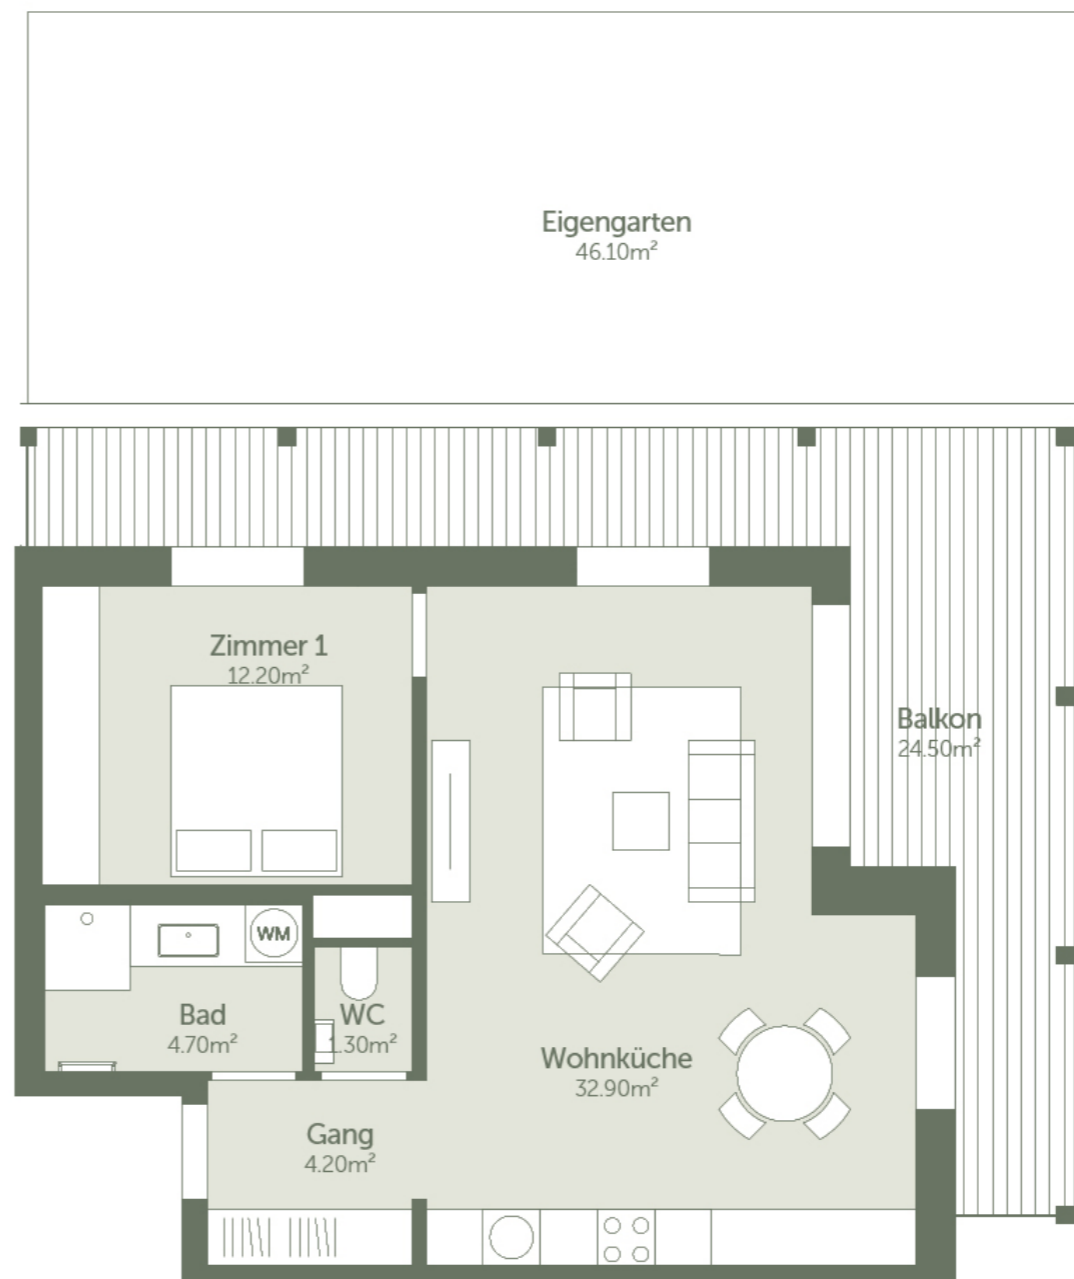 Eigengarten
46.10m²
Zimmer 1
12.20m²
Balkon
24.50m²
WM
Bad
4.70m²
WC
1.30m²
Wohnküche
32.90m²
Gang
4.20m²